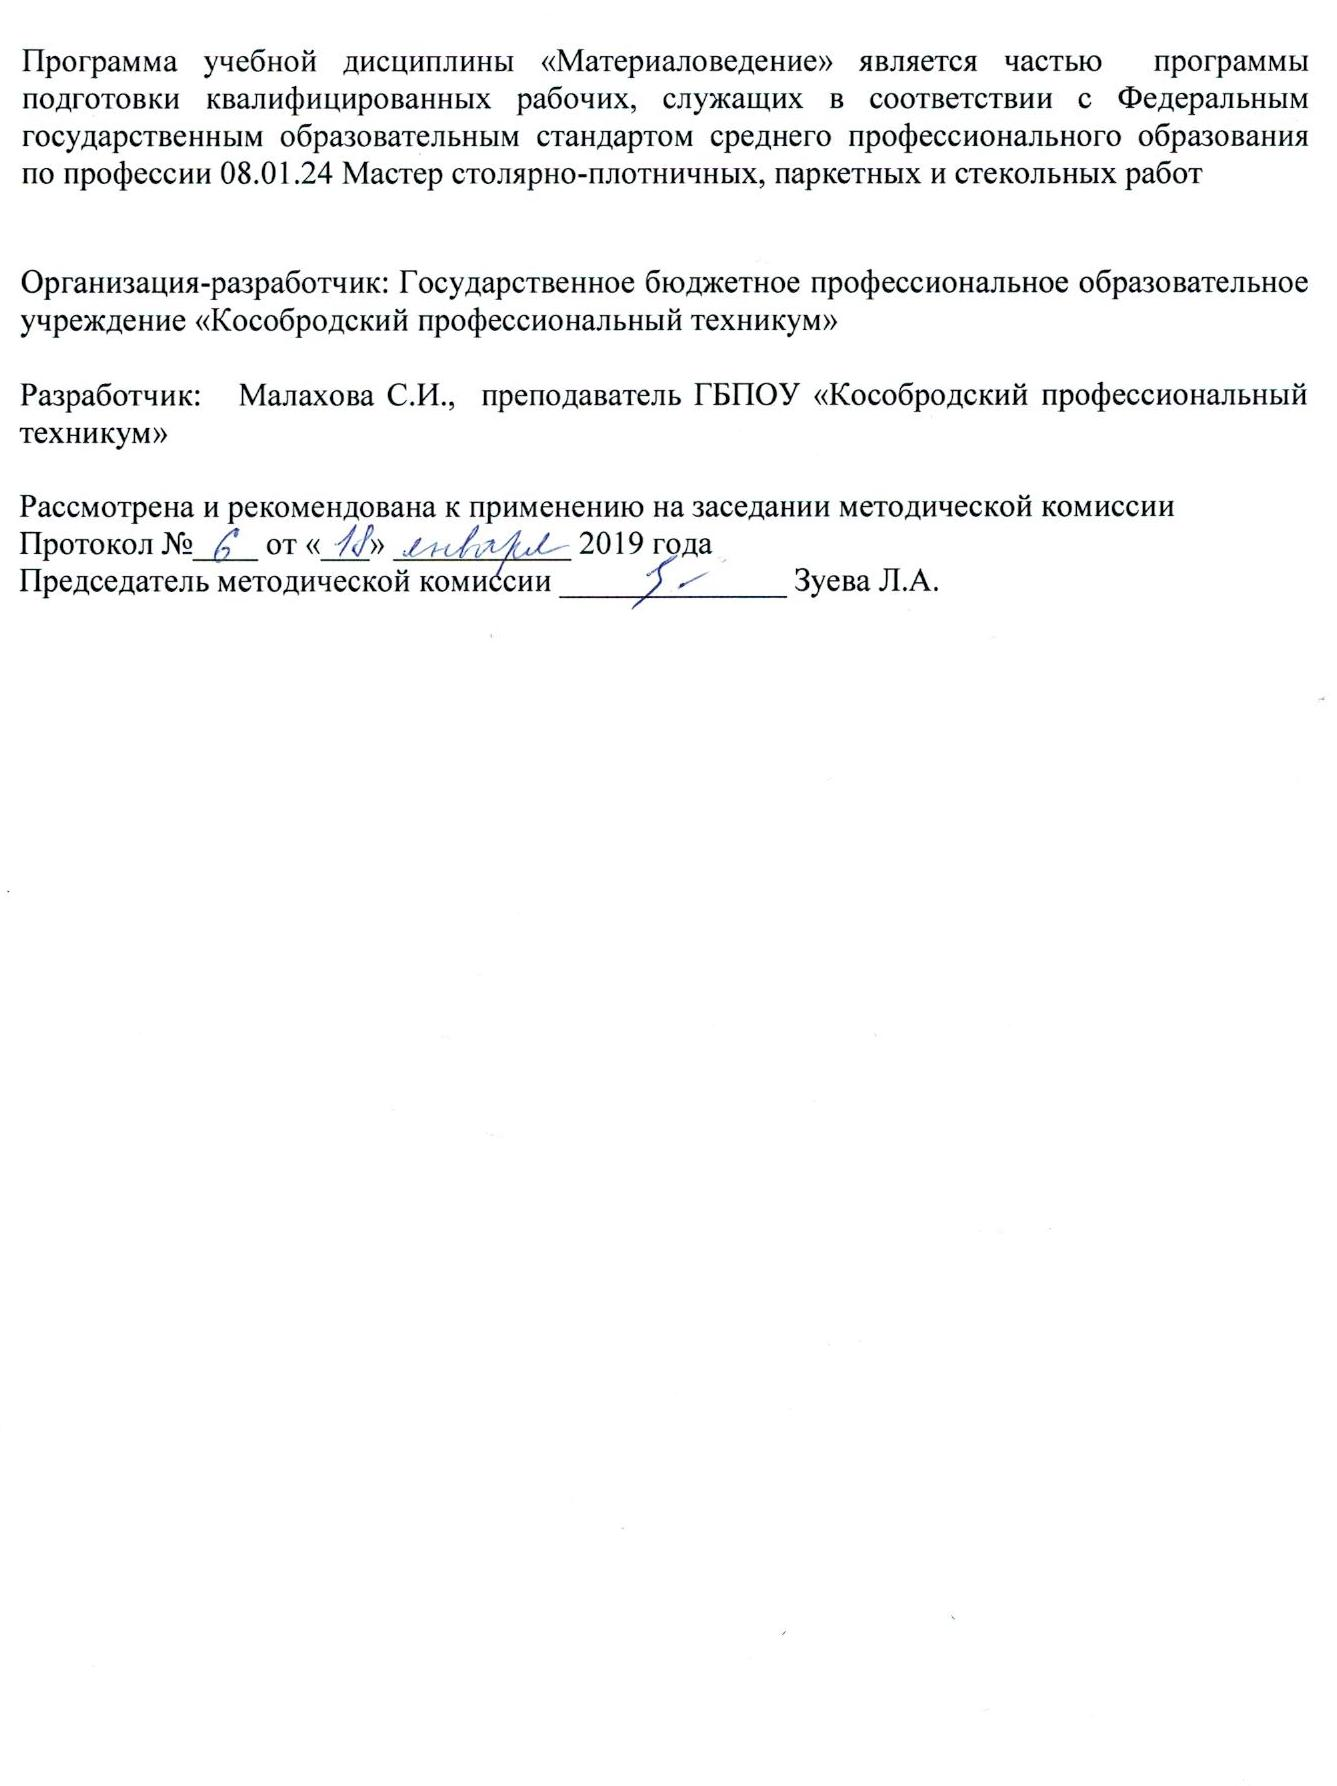 Программа учебной дисциплины «Материаловедение» является частью программы
подготовки квалифицированных рабочих, служащих в соответствии с Федеральным
государственным образовательным стандартом среднего профессионального образования
по профессии 08.01.24 Мастер столярно-плотничных, паркетных и стекольных работ
Организация-разработчик: Государственное бюджетное профессиональное образовательное
учреждение «Кособродский профессиональный техникум»
Разработчик: Малахова С.И., преподаватель ГБПОУ «Кособродский профессиональный
техникум»
Рассмотрена и рекомендована к применению на заседании методической комиссии
Протокол № 6 от «18» января 2019 года
Председатель методической комиссии Зуева Л.А.